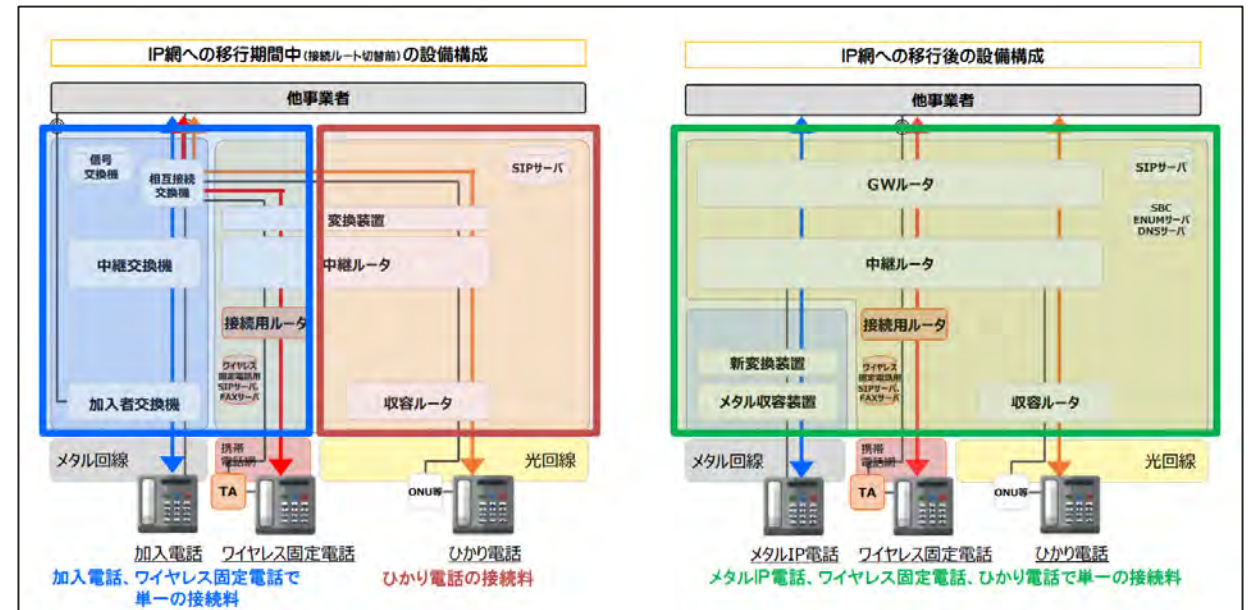 IP網への移行期間中(接続ルート切替前)の設備構成
他事業者
信号
交換機
相互接続
交換機
SIPサーバ
変換装置
中継交換機
中継ルータ
接続用ルータ
ワイヤレス
固定電話用
SIPサーバ、
FAXサーバ
加入者交換機
収容ルータ
メタル回線
携帯
電話網
光回線
TA
ONU等
加入電話
ワイヤレス固定電話
ひかり電話
加入電話、ワイヤレス固定電話で
単一の接続料
ひかり電話の接続料
IP網への移行後の設備構成
他事業者
SIPサーバ
GWルータ
SBC
ENUMサーバ
DNSサーバ
中継ルータ
接続用ルータ
新変換装置
ワイヤレス
固定電話用
SIPサーバ、
FAXサーバ
メタル収容装置
収容ルータ
メタル回線
携帯
電話網
光回線
TA
ONU等
メタルIP電話
ワイヤレス固定電話
ひかり電話
メタルIP電話、ワイヤレス固定電話、ひかり電話で単一の接続料